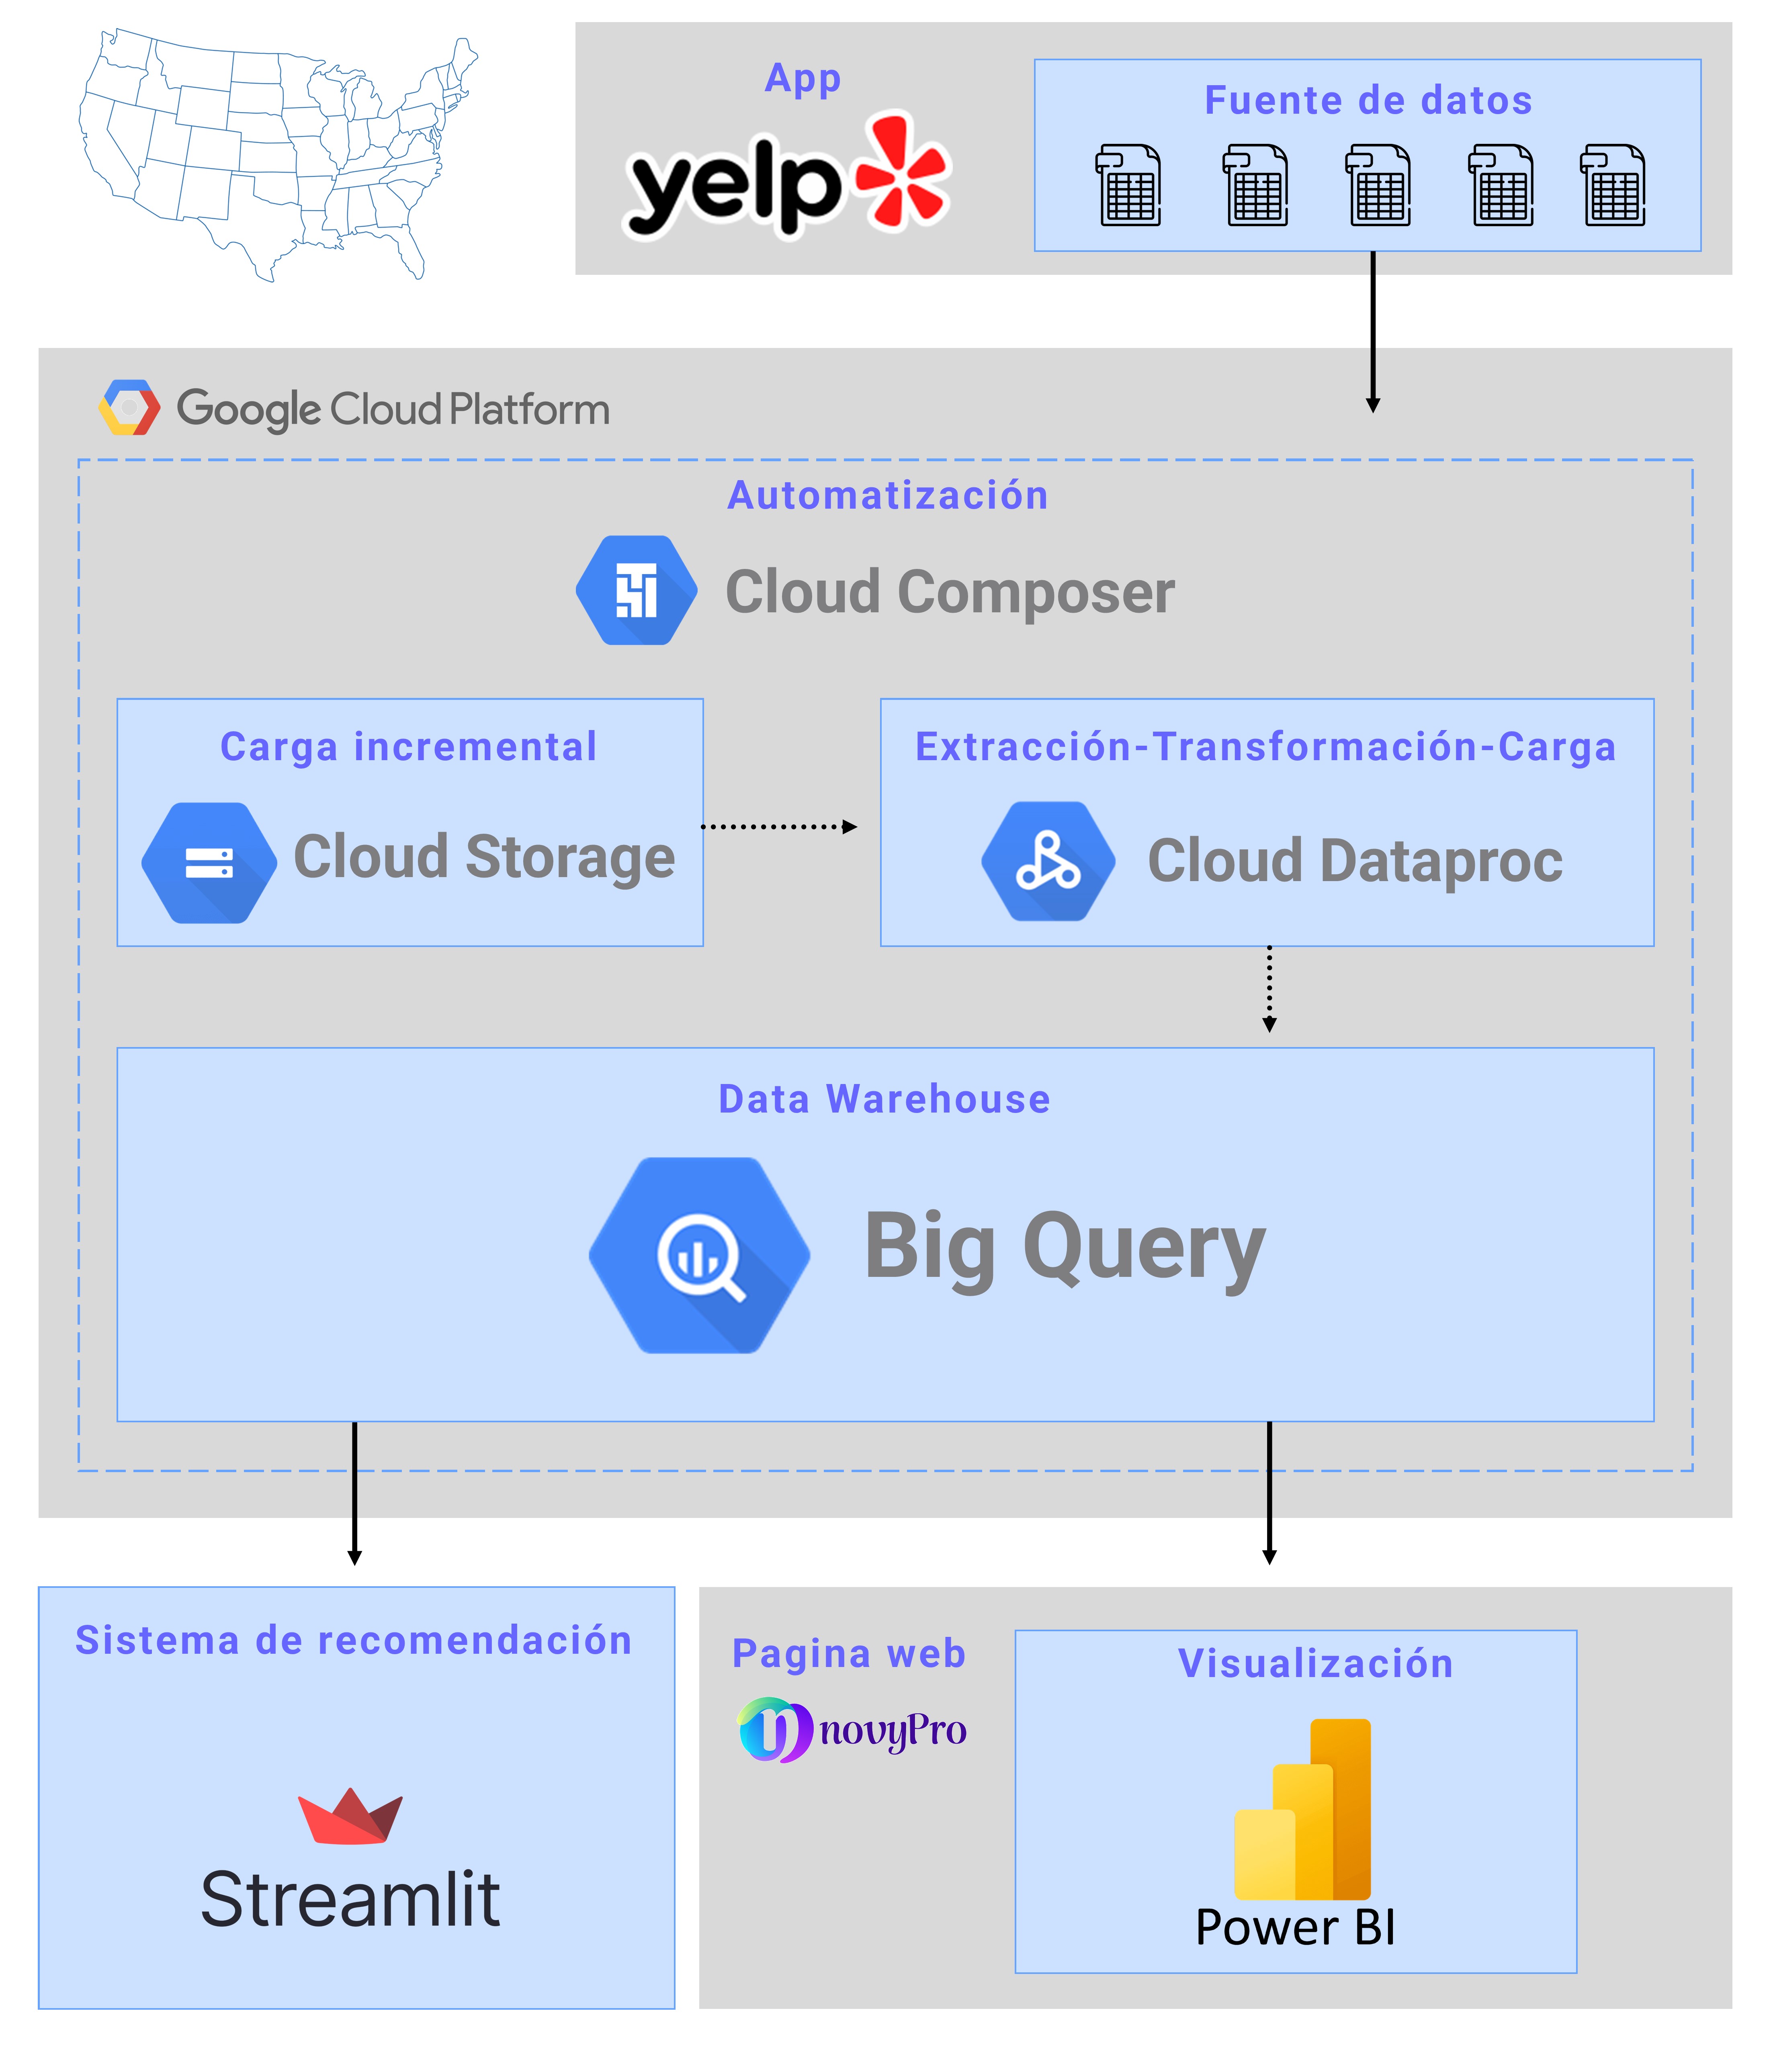 App
yelp
Fuente de datos
Google Cloud Platform
Automatización
Cloud Composer
Carga incremental
Cloud Storage
Extracción-Transformación-Carga
Cloud Dataproc
Data Warehouse
Big Query
Sistema de recomendación
Streamlit
Pagina web
novyPro
Visualización
Power BI